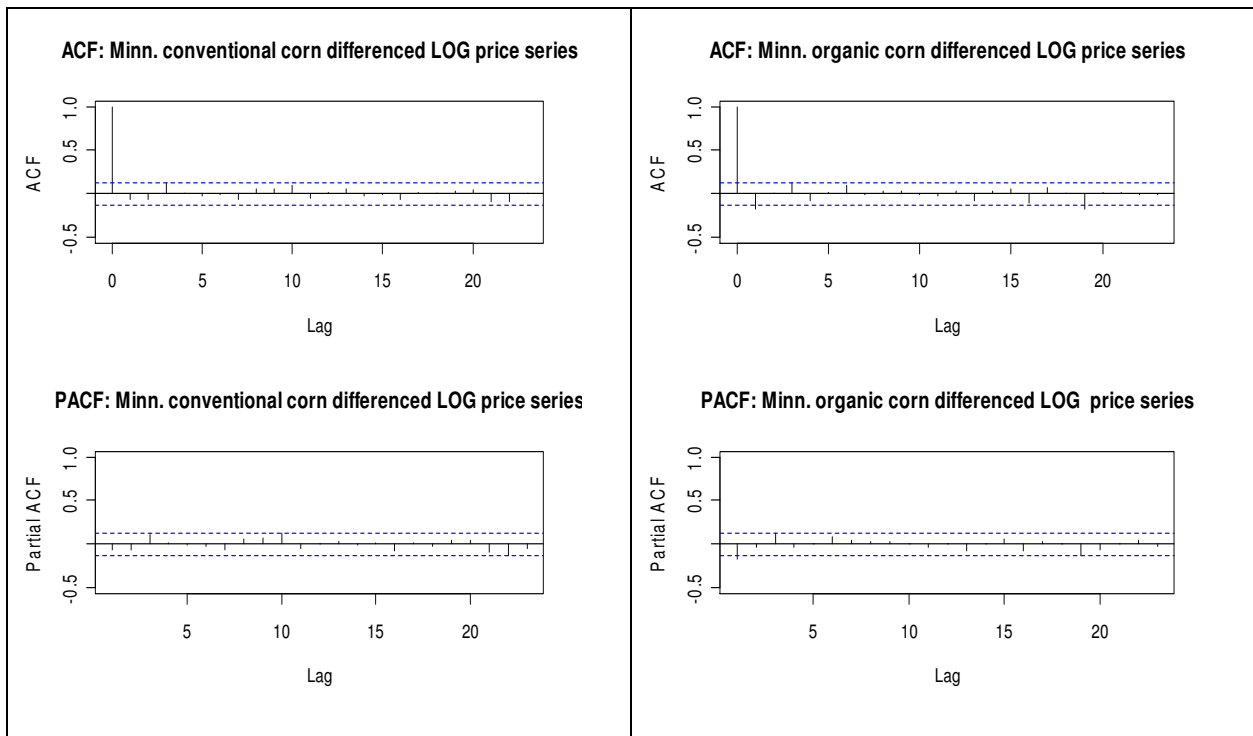 ACF: Minn. conventional corn differenced LOG price series
1.0
0.5
-0.5
ACF
0 5 10 15 20
Lag
PACF: Minn. conventional corn differenced LOG price series
1.0
0.5
-0.5
Partial ACF
5 10 15 20
Lag
ACF: Minn. organic corn differenced LOG price series
1.0
0.5
-0.5
ACF
0 5 10 15 20
Lag
PACF: Minn. organic corn differenced LOG price series
1.0
0.5
-0.5
Partial ACF
5 10 15 20
Lag